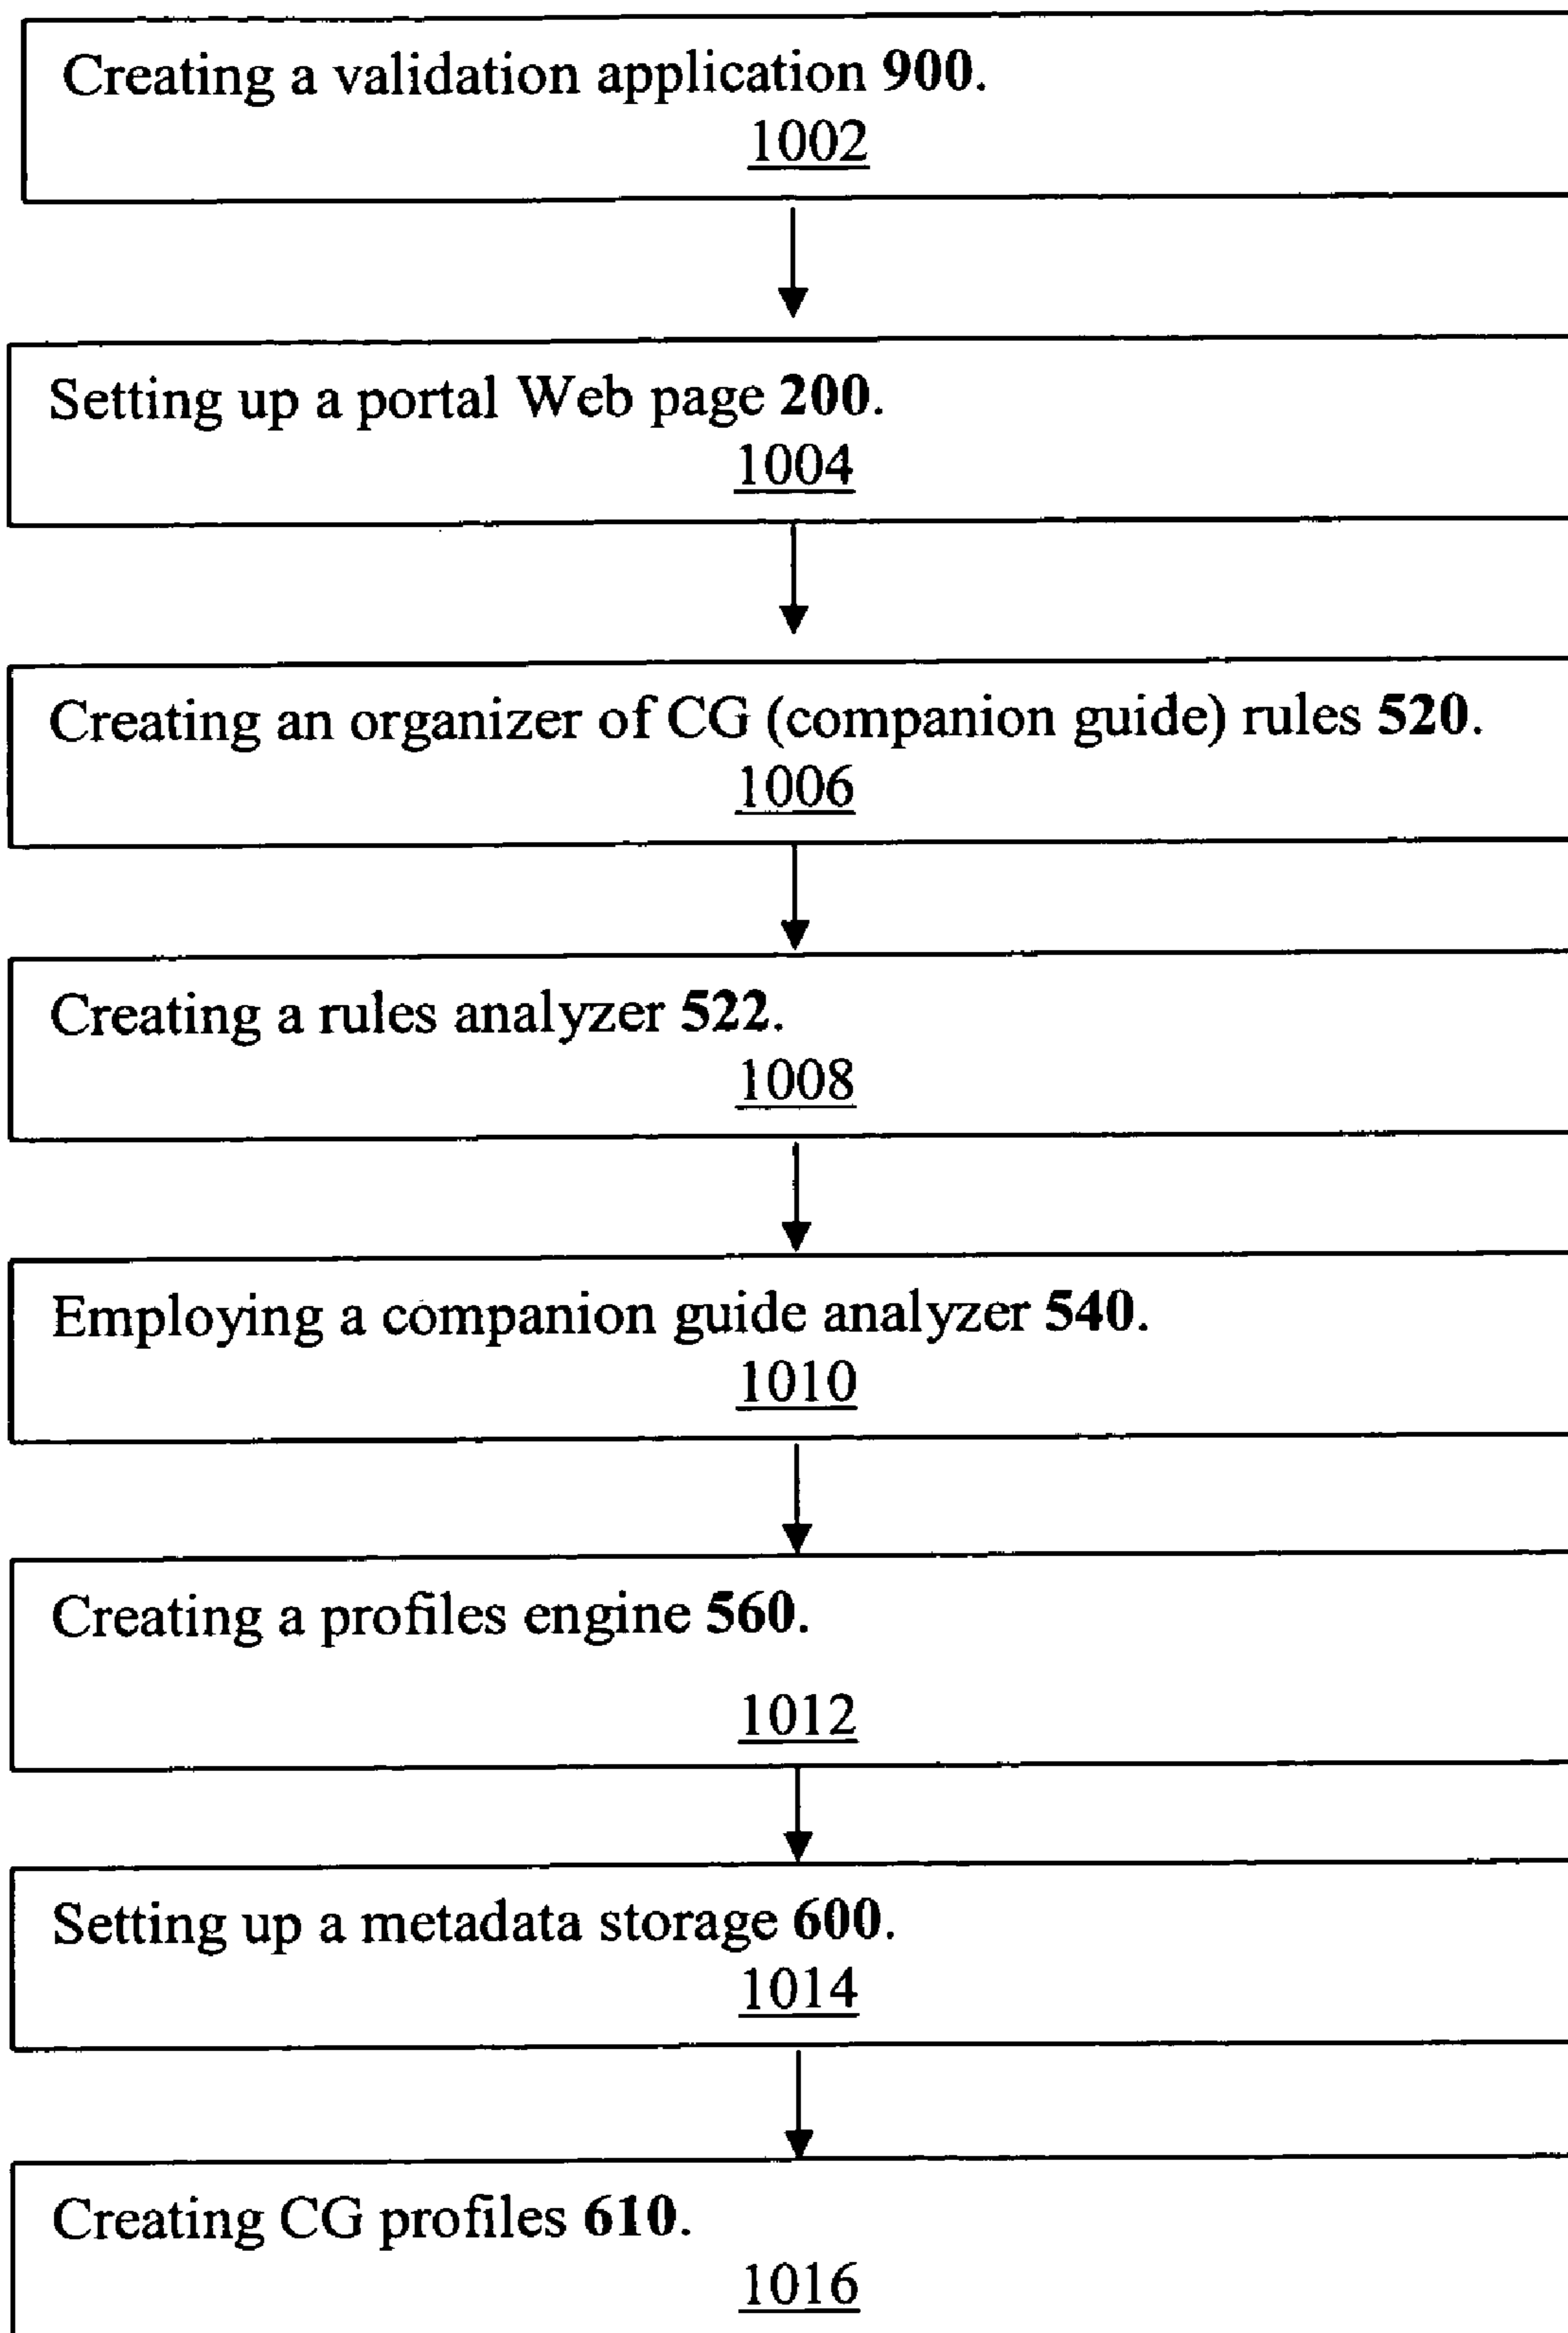 Creating a validation application 900.
1002
Setting up a portal Web page 200.
1004
Creating an organizer of CG (companion guide) rules 520.
1006
Creating a rules analyzer 522.
1008
Employing a companion guide analyzer 540.
1010
Creating a profiles engine 560.
1012
Setting up a metadata storage 600.
1014
Creating CG profiles 610.
1016